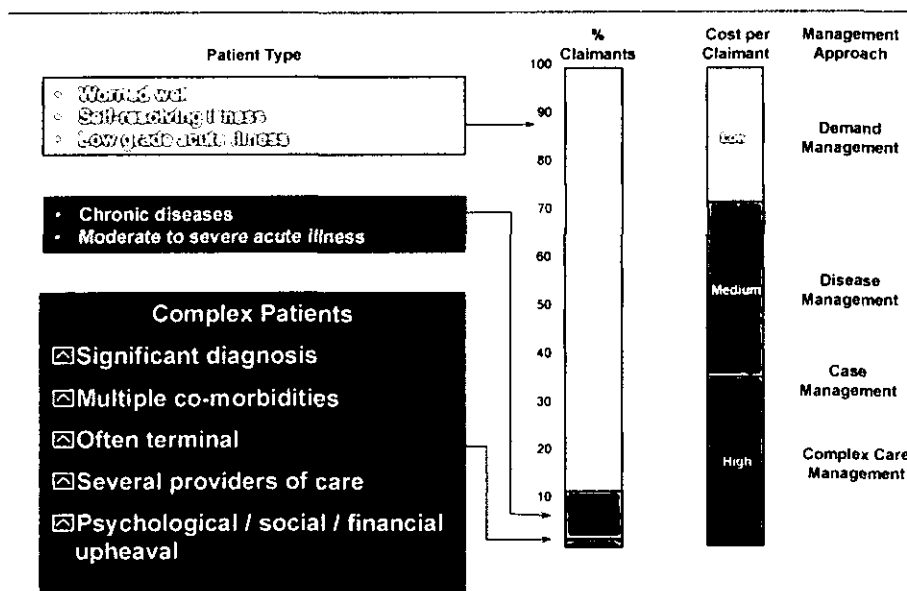 Patient Type
% Claimants
Cost per Claimant
Management Approach
◦ Worried well
◦ Self-resolving illness
◦ Low grade acute illness
• Chronic diseases
• Moderate to severe acute illness
Complex Patients
Significant diagnosis
Multiple co-morbidities
Often terminal
Several providers of care
Psychological / social / financial
upheaval
100
90
80
70
60
50
40
30
20
10
Low
Medium
High
Demand
Management
Disease
Management
Case
Management
Complex Care
Management